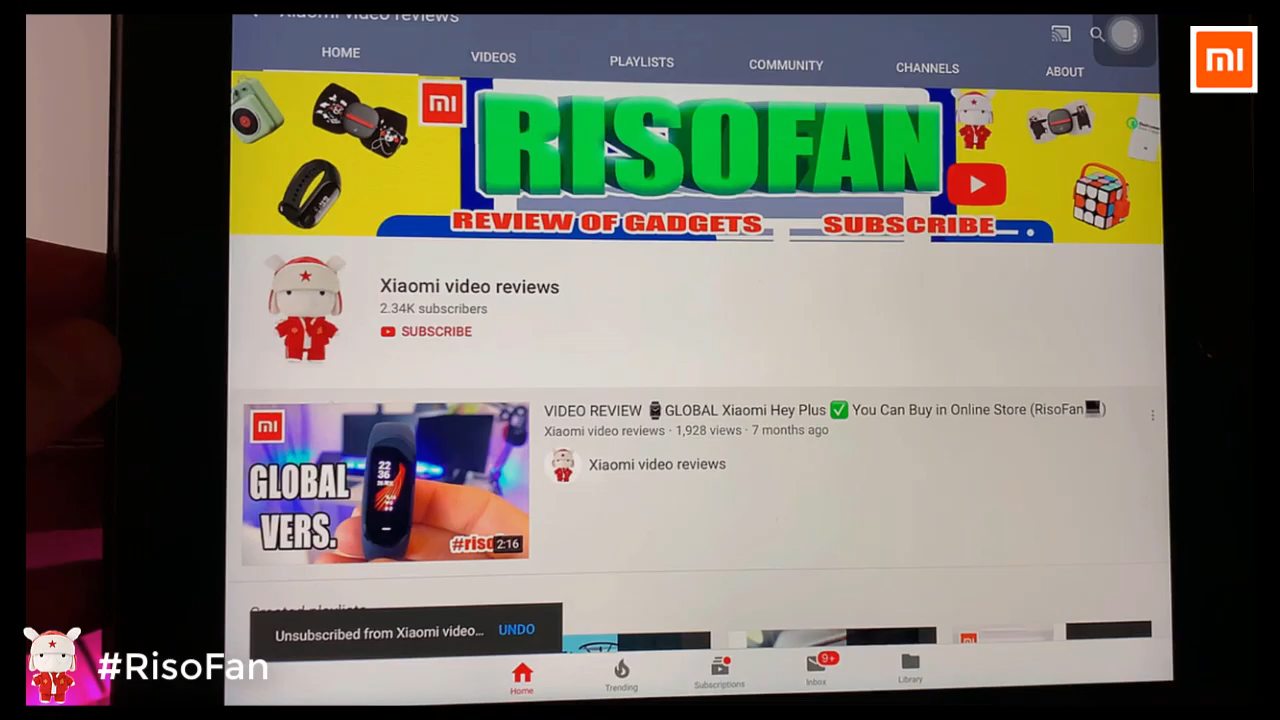 Xiaomi video reviews
HOME VIDEOS PLAYLISTS COMMUNITY CHANNELS ABOUT
mi
RISOFAN
REVIEW OF GADGETS SUBSCRIBE
Xiaomi video reviews
2.34K subscribers
SUBSCRIBE
VIDEO REVIEW GLOBAL Xiaomi Hey Plus ✅ You Can Buy in Online Store (RisoFan)
Xiaomi video reviews · 1,928 views · 7 months ago
Xiaomi video reviews
mi
GLOBAL
VERS.
22
36
2:16
Created playlists
Unsubscribed from Xiaomi video... UNDO
mi
Home Trending Subscriptions 9+ Inbox Library
mi
#RisoFan